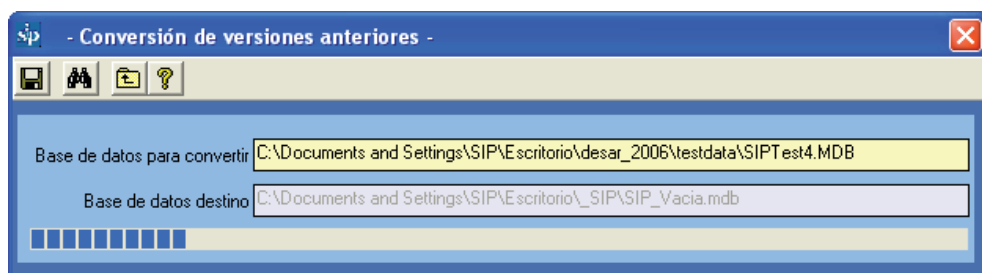 sip - Conversión de versiones anteriores -
?
Base de datos para convertir C:\Documents and Settings\SIP\Escritorio\desar_2006\testdata\SIPTest4.MDB
Base de datos destino C:\Documents and Settings\SIP\Escritorio\_SIP\SIP_Vacia.mdb